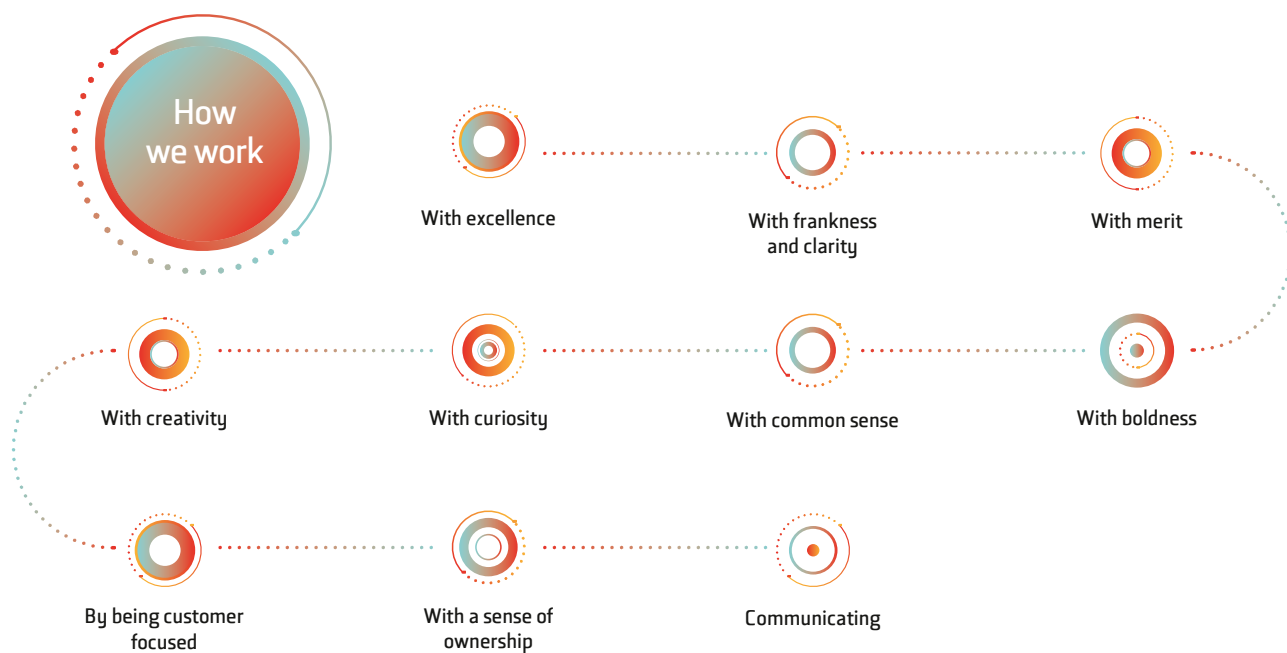 How
we work
With excellence
With frankness
and clarity
With merit
With creativity
With curiosity
With common sense
With boldness
By being customer
focused
With a sense of
ownership
Communicating